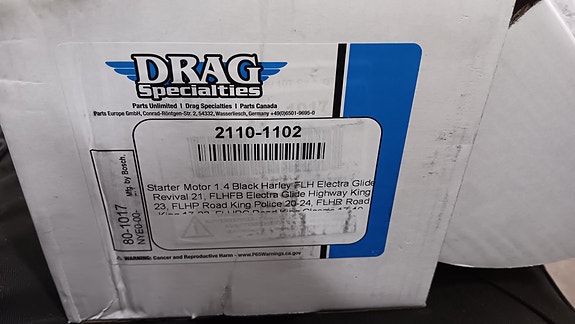 DRAG
Specialties
Parts Unlimited | Drag Specialties | Parts Canada
Parts Europe GmbH, Conrad-Röntgen-Str. 2, 54332, Wasserliesch, Germany +49(0)6501-9695-0
2110-1102
Starter Motor 1.4 Black Harley FLH Electra Glide
Revival 21, FLHFB Electra Glide Highway King
23, FLHP Road King Police 20-24, FLHR Road
80-1017 Mfg. by Bosch.
NYE0-00-
WARNING: Cancer and Reproductive Harm - www.P65Warnings.ca.gov